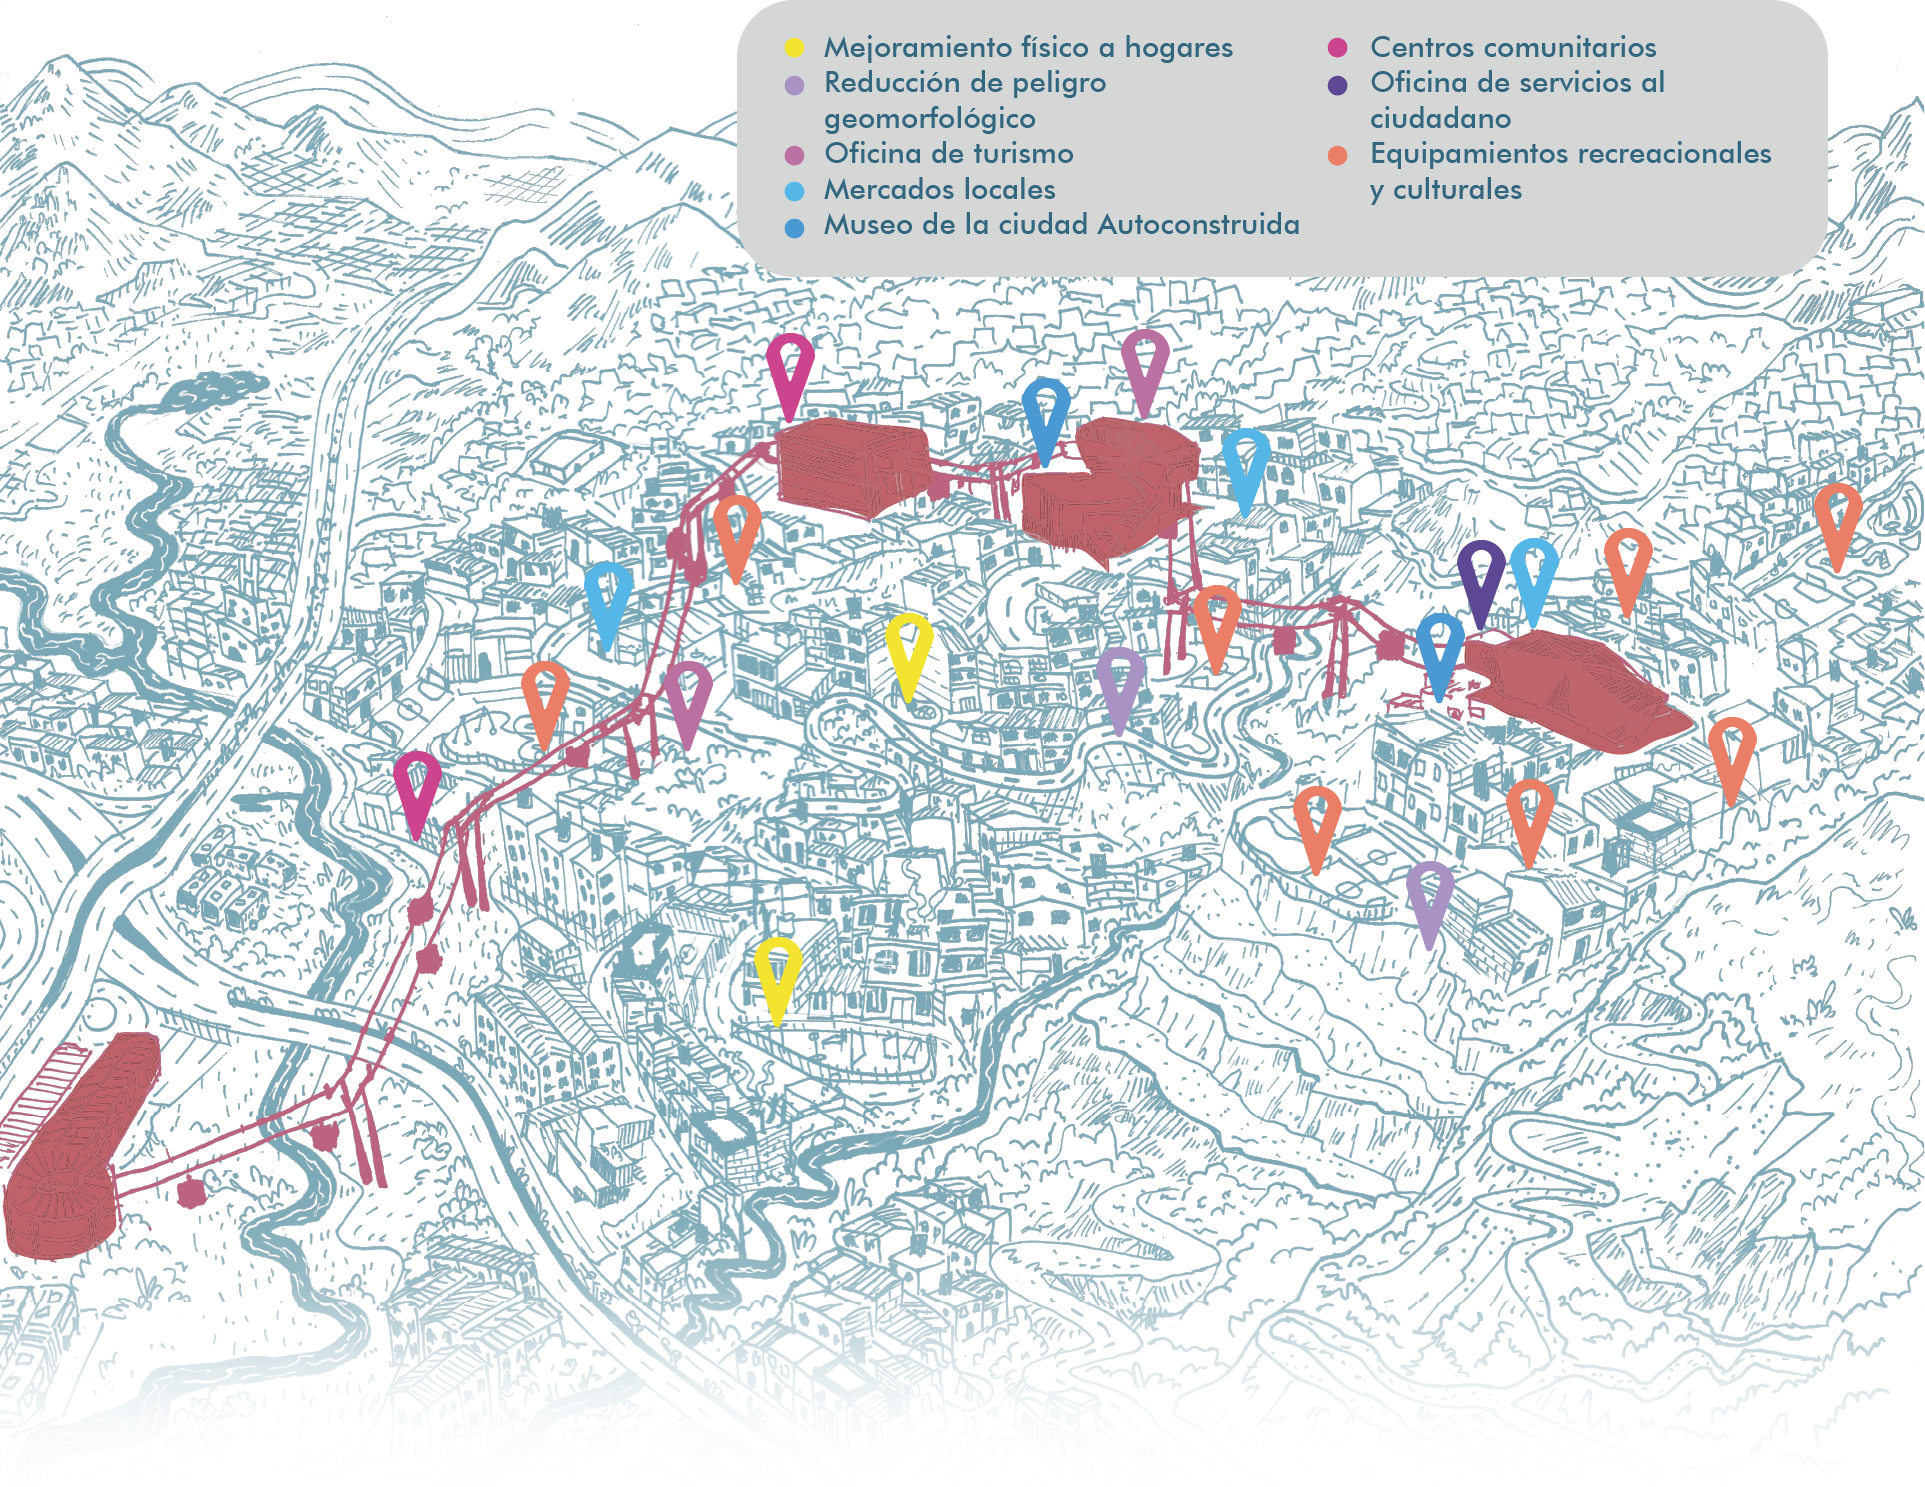 Mejoramiento físico a hogares
Reducción de peligro
geomorfológico
Oficina de turismo
Mercados locales
Museo de la ciudad Autoconstruida
Centros comunitarios
Oficina de servicios al
ciudadano
Equipamientos recreacionales
y culturales